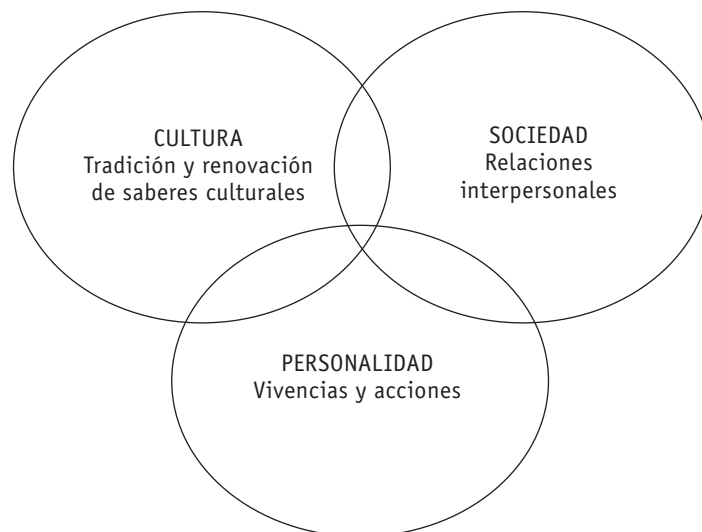 CULTURA
Tradición y renovación
de saberes culturales
SOCIEDAD
Relaciones
interpersonales
PERSONALIDAD
Vivencias y acciones